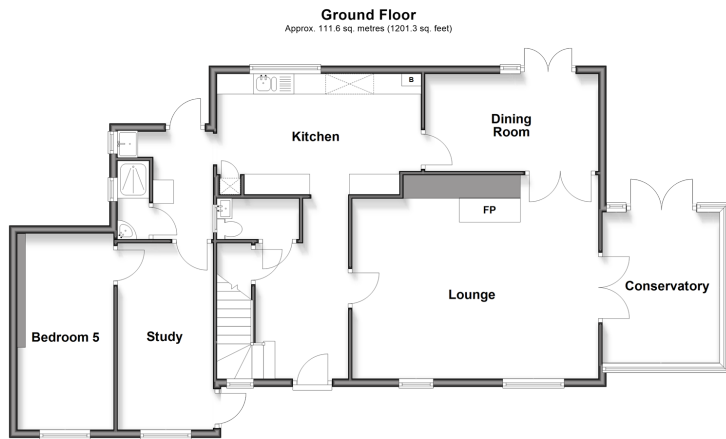 Ground Floor
Approx. 111.6 sq. metres (1201.3 sq. feet)
B
Kitchen
Dining
Room
FP
Lounge
Conservatory
Bedroom 5
Study